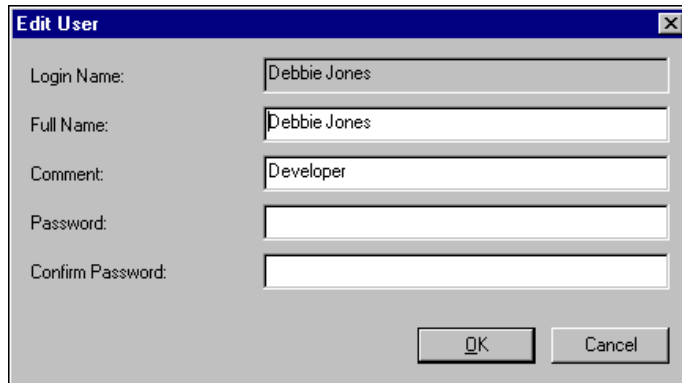 Edit User
Login Name: Debbie Jones
Full Name: Debbie Jones
Comment: Developer
Password:
Confirm Password:
OK Cancel